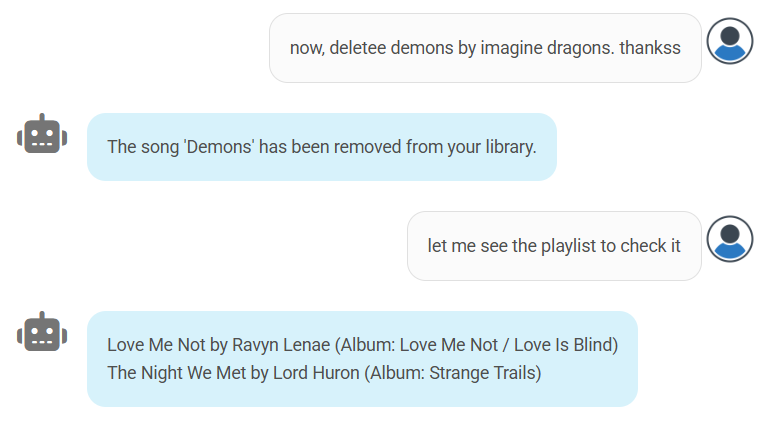 now, deletee demons by imagine dragons. thankss
The song 'Demons' has been removed from your library.
let me see the playlist to check it
Love Me Not by Ravyn Lenae (Album: Love Me Not / Love Is Blind)
The Night We Met by Lord Huron (Album: Strange Trails)